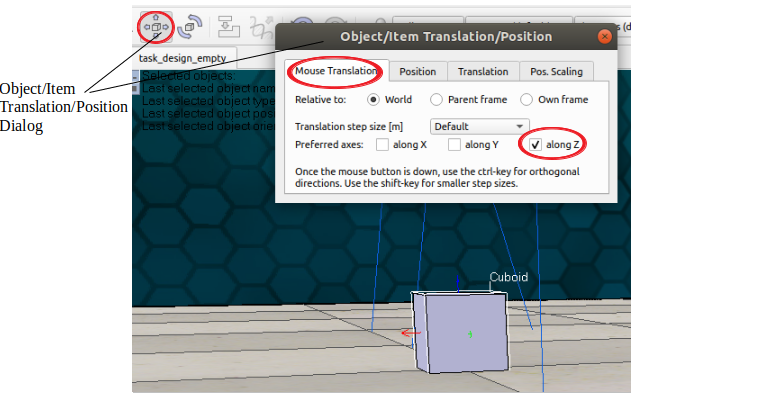 Object/Item Translation/Position
task_design_empty
Selected objects:
Last selected object nam
Last selected object type
Last selected object posi
Last selected object orie
Object/Item
Translation/Position
Dialog
Mouse Translation
Position
Translation
Pos. Scaling
Relative to:
World
Parent frame
Own frame
Translation step size [m]
Default
Preferred axes:
along X
along Y
along Z
Once the mouse button is down, use the ctrl-key for orthogonal
directions. Use the shift-key for smaller step sizes.
Cuboid